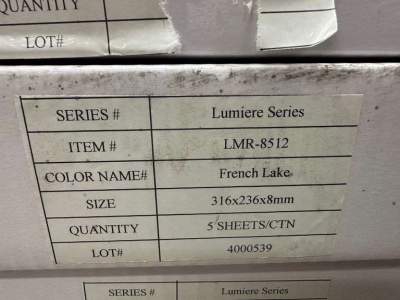 QUANTITY
LOT#
SERIES # Lumiere Series
ITEM # LMR-8512
COLOR NAME# French Lake
SIZE 316x236x8mm
QUANTITY 5 SHEETS/CTN
LOT# 4000539
SERIES # Lumiere Series